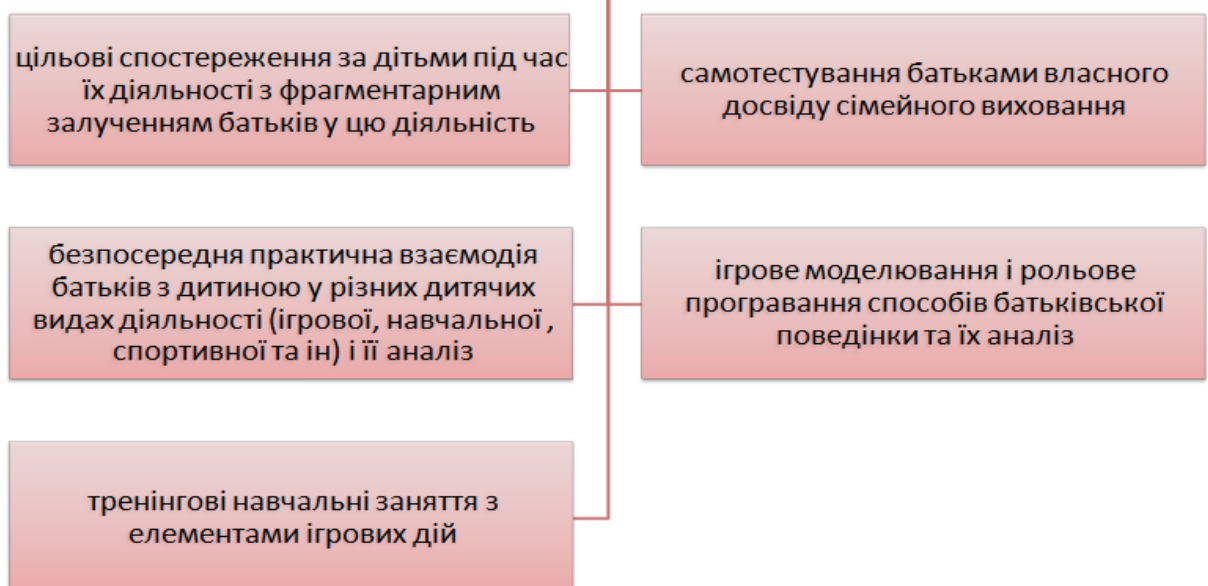 цільові спостереження за дітьми під час
їх діяльності з фрагментарним
залученням батьків у цю діяльність
самотестування батьками власного
досвіду сімейного виховання
безпосередня практична взаємодія
батьків з дитиною у різних дитячих
видах діяльності (ігрової, навчальної ,
спортивної та ін) і її аналіз
ігрове моделювання і рольове
програвання способів батьківської
поведінки та їх аналіз
тренінгові навчальні заняття з
елементами ігрових дій